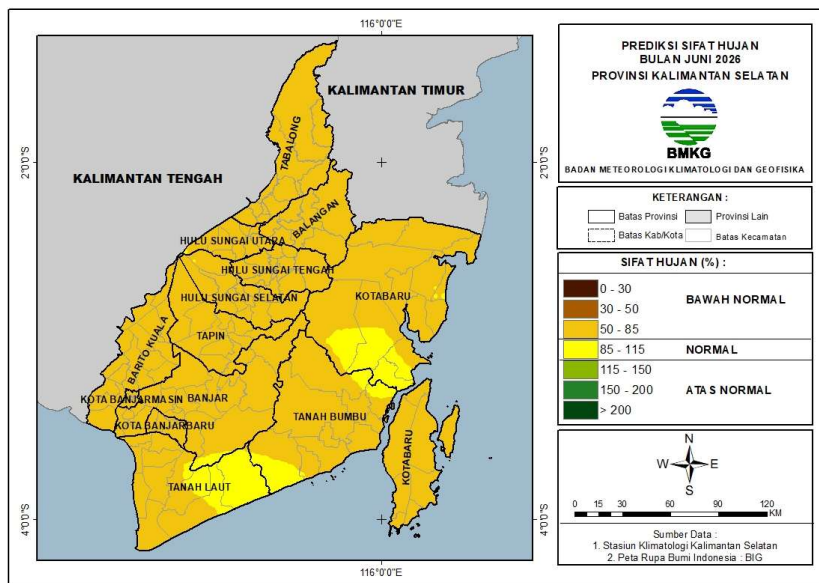 116°0'0"E
KALIMANTAN TIMUR
KALIMANTAN TENGAH
TABALONG
2°0'0"S
2°0'0"S
BALANGAN
HULU SUNGAI UTARA
HULU SUNGAI TENGAH
HULU SUNGAI SELATAN
KOTABARU
TAPIN
BARITO KUALA
KOTA BANJARMASIN
BANJAR
KOTA BANJARBARU
TANAH BUMBU
KOTABARU
TANAH LAUT
4°0'0"S
4°0'0"S
116°0'0"E
PREDIKSI SIFAT HUJAN
BULAN JUNI 2026
PROVINSI KALIMANTAN SELATAN
BMKG
BADAN METEOROLOGI KLIMATOLOGI DAN GEOFISIKA
KETERANGAN :
Batas Provinsi
Provinsi Lain
Batas Kab/Kota
Batas Kecamatan
SIFAT HUJAN (%) :
0 - 30
30 - 50
BAWAH NORMAL
50 - 85
85 - 115
NORMAL
115 - 150
150 - 200
ATAS NORMAL
> 200
N
W
E
S
0 15 30 60 90 120
KM
Sumber Data :
1. Stasiun Klimatologi Kalimantan Selatan
2. Peta Rupa Bumi Indonesia : BIG